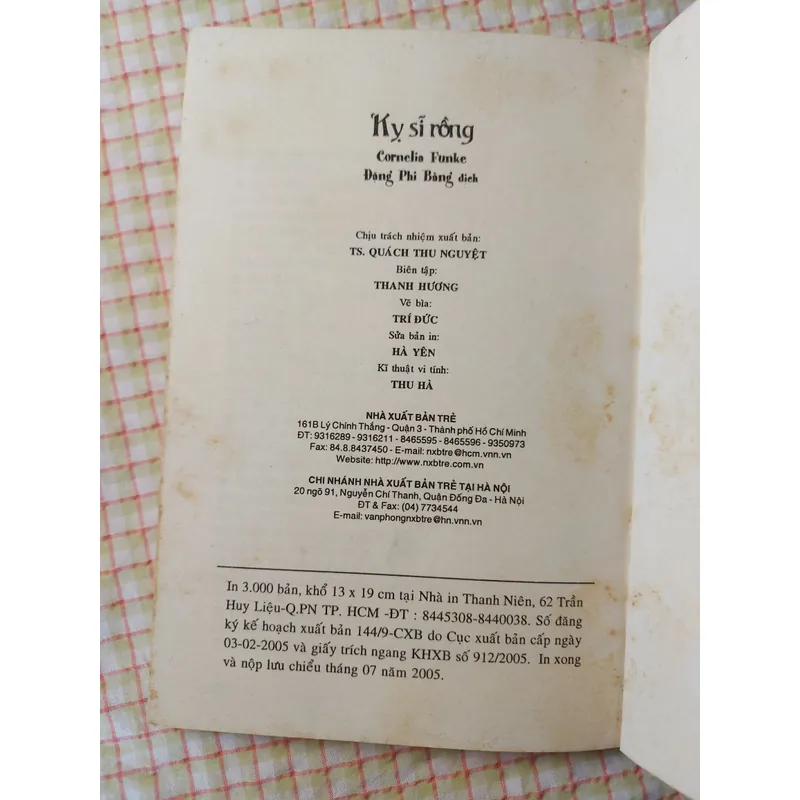 Kỵ sĩ rồng
Cornelia Funke
Đặng Phi Bằng dịch
Chịu trách nhiệm xuất bản:
TS. QUÁCH THU NGUYỆT
Biên tập:
THANH HƯƠNG
Vẽ bìa:
TRÍ ĐỨC
Sửa bản in:
HÀ YÊN
Kĩ thuật vi tính:
THU HÀ
NHÀ XUẤT BẢN TRẺ
161B Lý Chính Thắng - Quận 3 - Thành phố Hồ Chí Minh
ĐT: 9316289 - 9316211 - 8465595 - 8465596 - 9350973
Fax: 84.8.8437450 - E-mail: nxbtre@hcm.vnn.vn
Website: http://www.nxbtre.com.vn
CHI NHÁNH NHÀ XUẤT BẢN TRẺ TẠI HÀ NỘI
20 ngõ 91, Nguyễn Chí Thanh, Quận Đống Đa - Hà Nội
ĐT & Fax: (04) 7734544
E-mail: vanphongnxbtre@hn.vnn.vn
In 3.000 bản, khổ 13 x 19 cm tại Nhà in Thanh Niên, 62 Trần
Huy Liệu-Q.PN TP. HCM -ĐT : 8445308-8440038. Số đăng
ký kế hoạch xuất bản 144/9-CXB do Cục xuất bản cấp ngày
03-02-2005 và giấy trích ngang KHXB số 912/2005. In xong
và nộp lưu chiểu tháng 07 năm 2005.